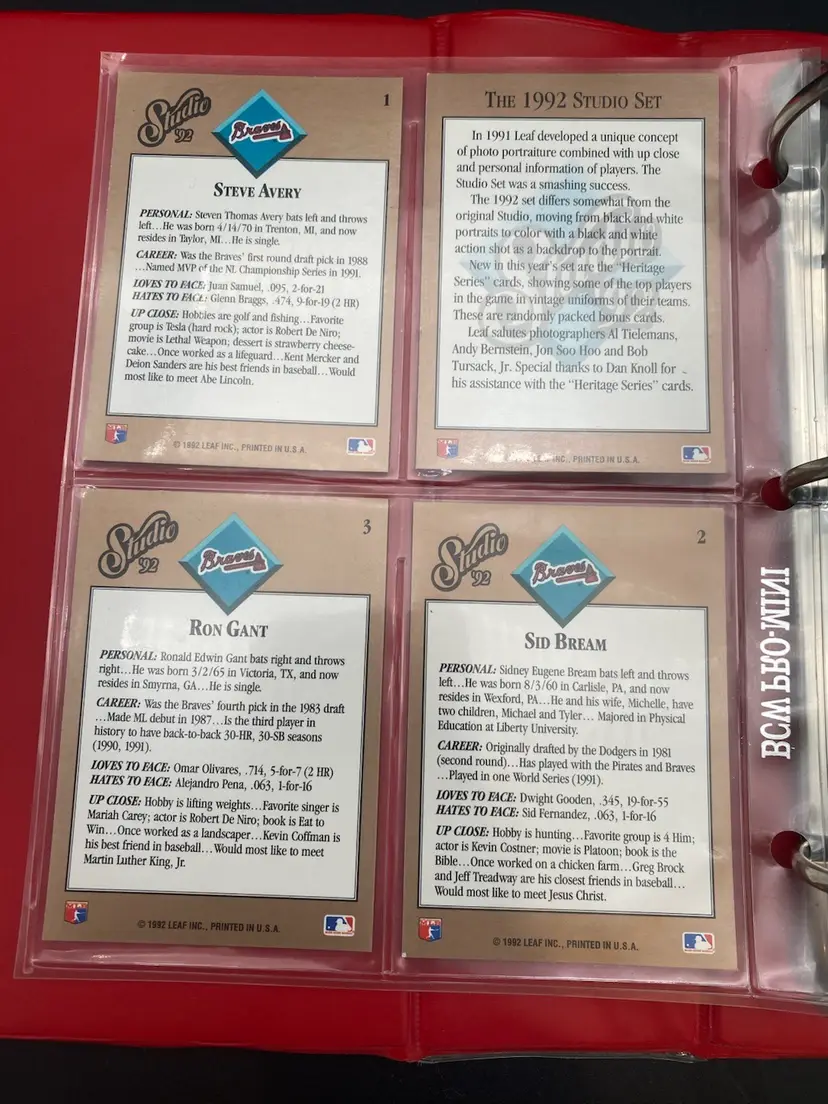 Studio '92
Braves
1
STEVE AVERY
PERSONAL: Steven Thomas Avery bats left and throws
left...He was born 4/14/70 in Trenton, MI, and now
resides in Taylor, MI...He is single.
CAREER: Was the Braves' first round draft pick in 1988
...Named MVP of the NL Championship Series in 1991.
LOVES TO FACE: Juan Samuel, .095, 2-for-21
HATES TO FACE: Glenn Braggs, .474, 9-for-19 (2 HR)
UP CLOSE: Hobbies are golf and fishing...Favorite
group is Tesla (hard rock); actor is Robert De Niro;
movie is Lethal Weapon; dessert is strawberry cheese-
cake...Once worked as a lifeguard...Kent Mercker and
Deion Sanders are his best friends in baseball...Would
most like to meet Abe Lincoln.
© 1992 LEAF INC., PRINTED IN U.S.A.
THE 1992 STUDIO SET
In 1991 Leaf developed a unique concept
of photo portraiture combined with up close
and personal information of players. The
Studio Set was a smashing success.
The 1992 set differs somewhat from the
original Studio, moving from black and white
portraits to color with a black and white
action shot as a backdrop to the portrait.
New in this year's set are the "Heritage
Series" cards, showing some of the top players
in the game in vintage uniforms of their teams.
These are randomly packed bonus cards.
Leaf salutes photographers Al Tielemans,
Andy Bernstein, Jon Soo Hoo and Bob
Tursack, Jr. Special thanks to Dan Knoll for
his assistance with the "Heritage Series" cards.
INC., PRINTED IN U.S.A.
Studio '92
Braves
3
RON GANT
PERSONAL: Ronald Edwin Gant bats right and throws
right...He was born 3/2/65 in Victoria, TX, and now
resides in Smyrna, GA...He is single.
CAREER: Was the Braves' fourth pick in the 1983 draft
...Made ML debut in 1987...Is the third player in
history to have back-to-back 30-HR, 30-SB seasons
(1990, 1991).
LOVES TO FACE: Omar Olivares, .714, 5-for-7 (2 HR)
HATES TO FACE: Alejandro Pena, .063, 1-for-16
UP CLOSE: Hobby is lifting weights...Favorite singer is
Mariah Carey; actor is Robert De Niro; book is Eat to
Win...Once worked as a landscaper...Kevin Coffman is
his best friend in baseball...Would most like to meet
Martin Luther King, Jr.
© 1992 LEAF INC., PRINTED IN U.S.A.
Studio '92
Braves
2
SID BREAM
PERSONAL: Sidney Eugene Bream bats left and throws
left...He was born 8/3/60 in Carlisle, PA, and now
resides in Wexford, PA...He and his wife, Michelle, have
two children, Michael and Tyler... Majored in Physical
Education at Liberty University.
CAREER: Originally drafted by the Dodgers in 1981
(second round)...Has played with the Pirates and Braves
...Played in one World Series (1991).
LOVES TO FACE: Dwight Gooden, .345, 19-for-55
HATES TO FACE: Sid Fernandez, .063, 1-for-16
UP CLOSE: Hobby is hunting...Favorite group is 4 Him;
actor is Kevin Costner; movie is Platoon; book is the
Bible...Once worked on a chicken farm...Greg Brock
and Jeff Treadway are his closest friends in baseball...
Would most like to meet Jesus Christ.
© 1992 LEAF INC., PRINTED IN U.S.A.
BCW PRO-MINI